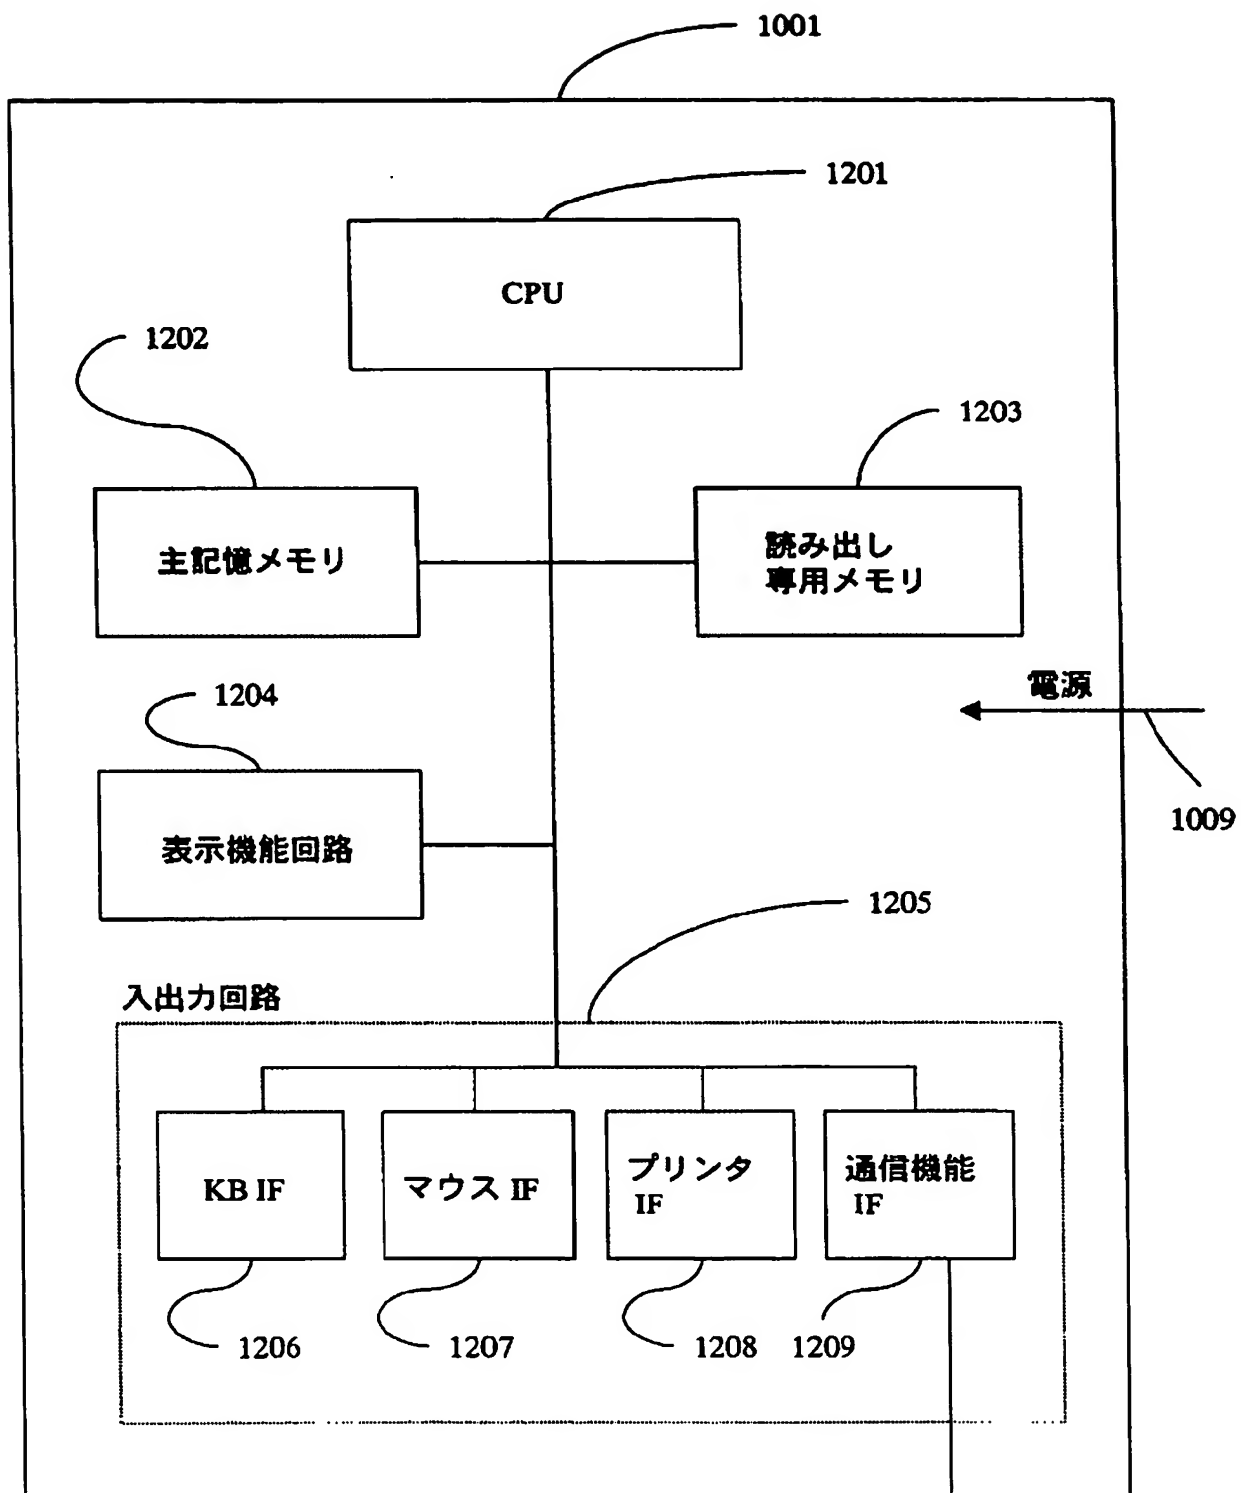 1001
1201
CPU
1202
1203
主記憶メモリ
読み出し
専用メモリ
1204
電源
1009
表示機能回路
1205
入出力回路
KB IF
マウス IF
プリンタ
IF
通信機能
IF
1206
1207
1208
1209